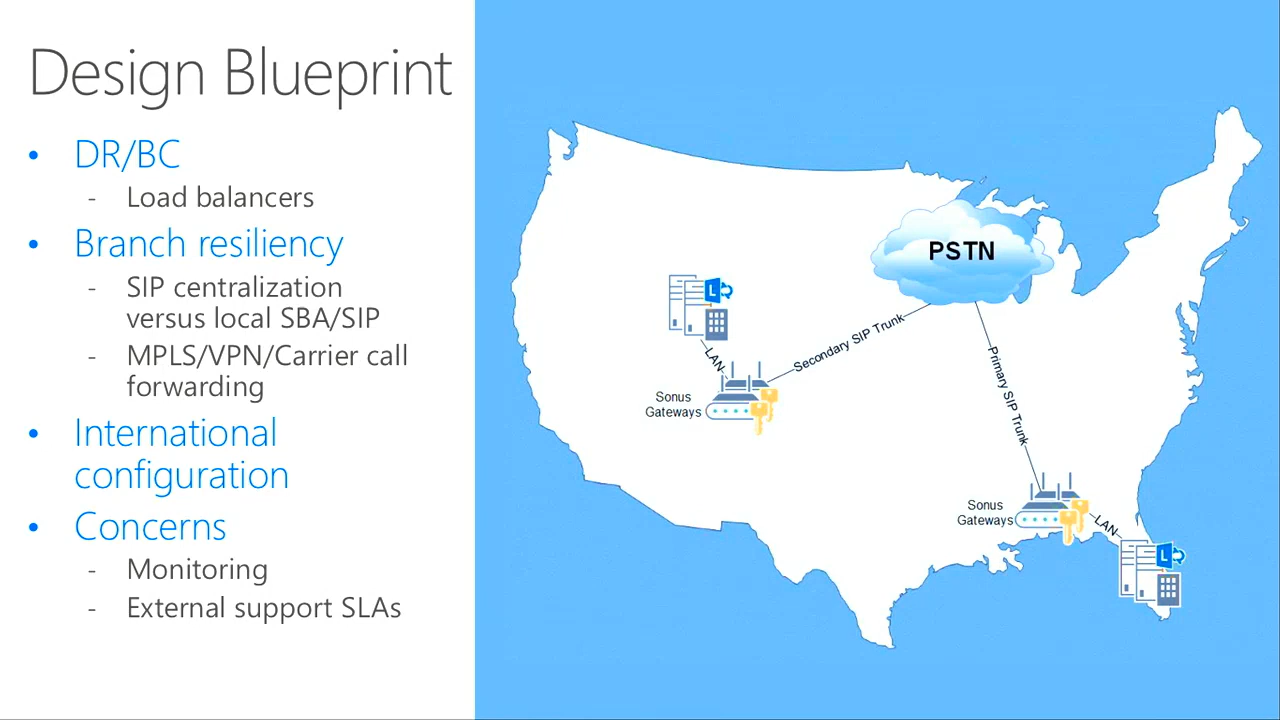 Design Blueprint
• DR/BC
- Load balancers
• Branch resiliency
- SIP centralization
versus local SBA/SIP
- MPLS/VPN/Carrier call
forwarding
• International
configuration
• Concerns
- Monitoring
- External support SLAs
PSTN
L
LAN
Secondary SIP Trunk
Primary SIP Trunk
Sonus
Gateways
Sonus
Gateways
LAN
L